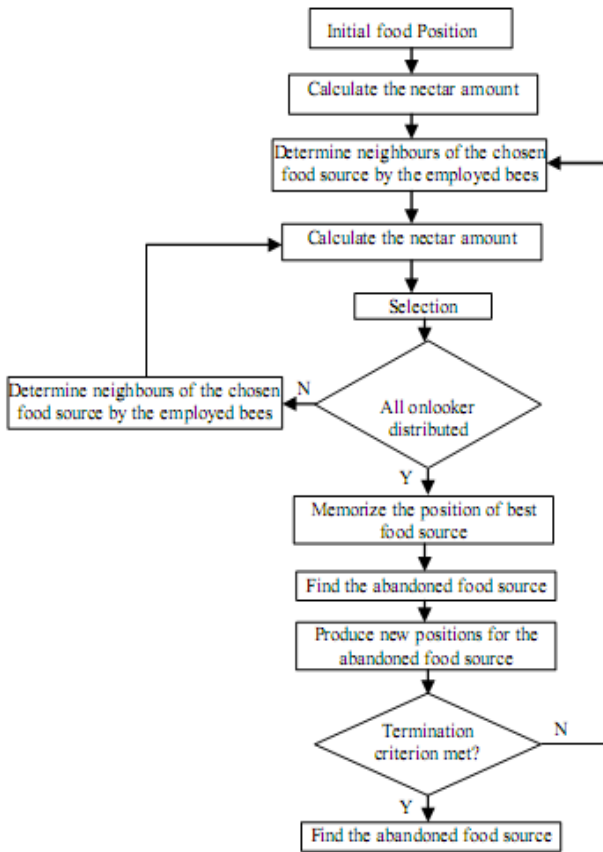 Initial food Position
Calculate the nectar amount
Determine neighbours of the chosen
food source by the employed bees
Calculate the nectar amount
Selection
Determine neighbours of the chosen
food source by the employed bees
N
All onlooker
distributed
Y
Memorize the position of best
food source
Find the abandoned food source
Produce new positions for the
abandoned food source
Termination
criterion met?
N
Y
Find the abandoned food source